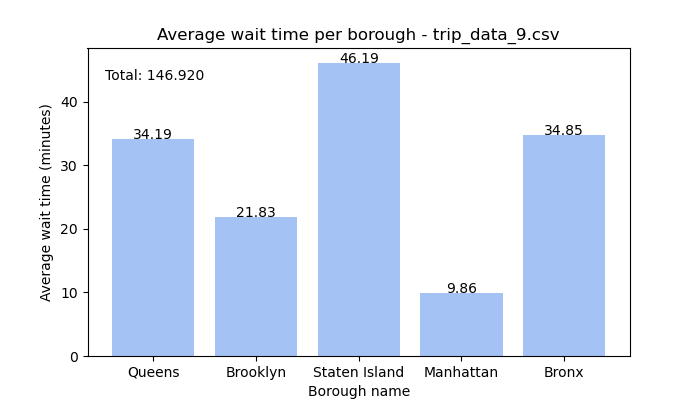 Average wait time per borough - trip_data_9.csv
Total: 146.920
Average wait time (minutes)
40
30
20
10
0
34.19
21.83
46.19
9.86
34.85
Queens
Brooklyn
Staten Island
Manhattan
Bronx
Borough name